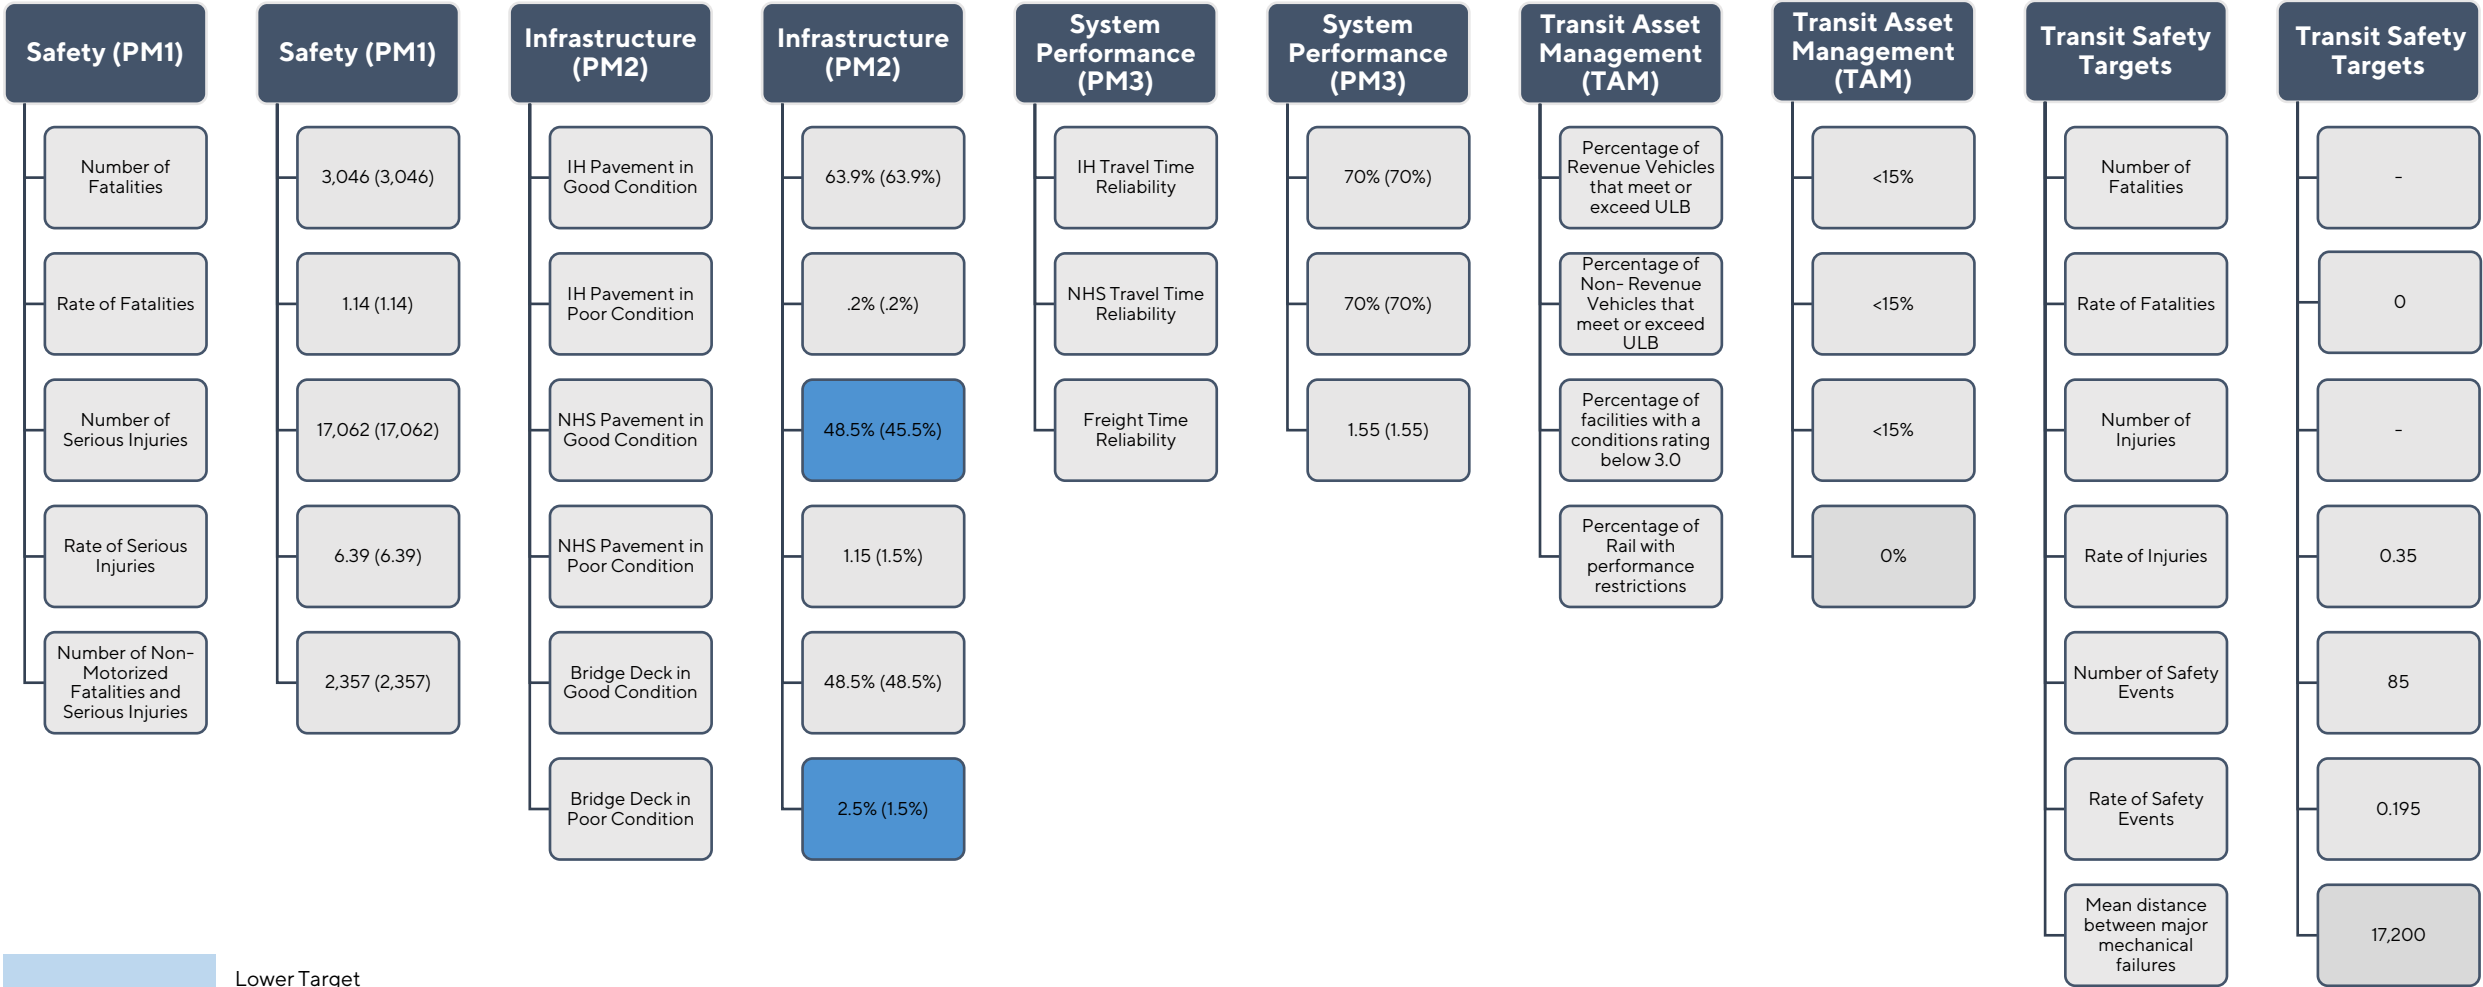 Safety (PM1)
Number of
Fatalities
Rate of Fatalities
Number of
Serious Injuries
Rate of Serious
Injuries
Number of Non-
Motorized
Fatalities and
Serious Injuries
Safety (PM1)
3,046 (3,046)
1.14 (1.14)
17,062 (17,062)
6.39 (6.39)
2,357 (2,357)
Infrastructure
(PM2)
IH Pavement in
Good Condition
IH Pavement in
Poor Condition
NHS Pavement in
Good Condition
NHS Pavement in
Poor Condition
Bridge Deck in
Good Condition
Bridge Deck in
Poor Condition
Infrastructure
(PM2)
63.9% (63.9%)
.2% (.2%)
48.5% (45.5%)
1.15 (1.5%)
48.5% (48.5%)
2.5% (1.5%)
System
Performance
(PM3)
IH Travel Time
Reliability
NHS Travel Time
Reliability
Freight Time
Reliability
System
Performance
(PM3)
70% (70%)
70% (70%)
1.55 (1.55)
Transit Asset
Management
(TAM)
Percentage of
Revenue Vehicles
that meet or
exceed ULB
Percentage of
Non- Revenue
Vehicles that
meet or exceed
ULB
Percentage of
facilities with a
conditions rating
below 3.0
Percentage of
Rail with
performance
restrictions
Transit Asset
Management
(TAM)
<15%
<15%
<15%
0%
Transit Safety
Targets
Number of
Fatalities
Rate of Fatalities
Number of
Injuries
Rate of Injuries
Number of Safety
Events
Rate of Safety
Events
Mean distance
between major
mechanical
failures
Transit Safety
Targets
-
0
-
0.35
85
0.195
17,200
Lower Target